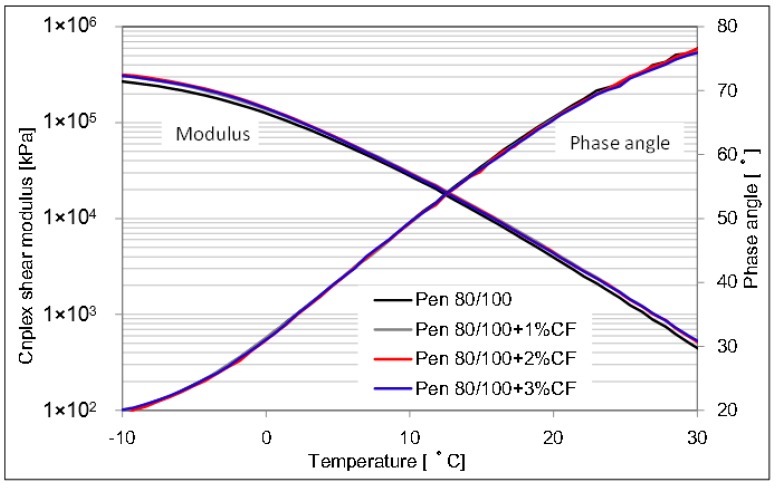 1×10⁶
1×10⁵
1×10⁴
1×10³
1×10²
Cnplex shear modulus [kPa]
80
70
60
50
40
30
20
Phase angle [ ° ]
Modulus
Phase angle
Pen 80/100
Pen 80/100+1%CF
Pen 80/100+2%CF
Pen 80/100+3%CF
-10 0 10 20 30
Temperature [ ° C]